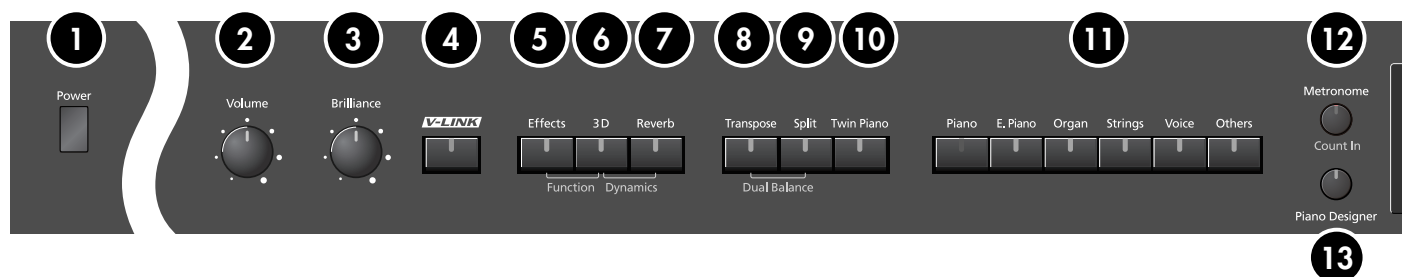 1 2 3 4 5 6 7 8 9 10 11 12
Power Volume Brilliance V-LINK Effects 3D Reverb Transpose Split Twin Piano Piano E. Piano Organ Strings Voice Others Metronome
Count In
Function Dynamics Dual Balance
Piano Designer
13